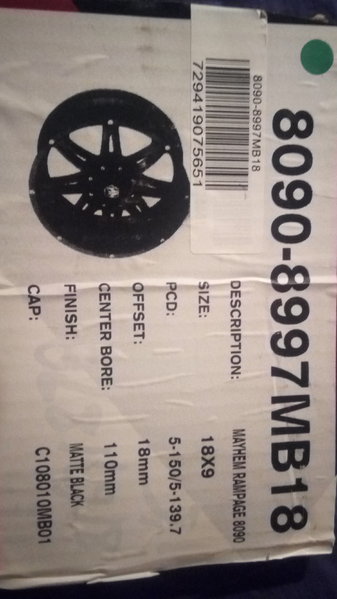 8090-8997MB18
8090-8997MB18
729419075651
DESCRIPTION: MAYHEM RAMPAGE 8090
SIZE: 18X9
PCD: 5-150/5-139.7
OFFSET: 18mm
CENTER BORE: 110mm
FINISH: MATTE BLACK
CAP: C108010MB01